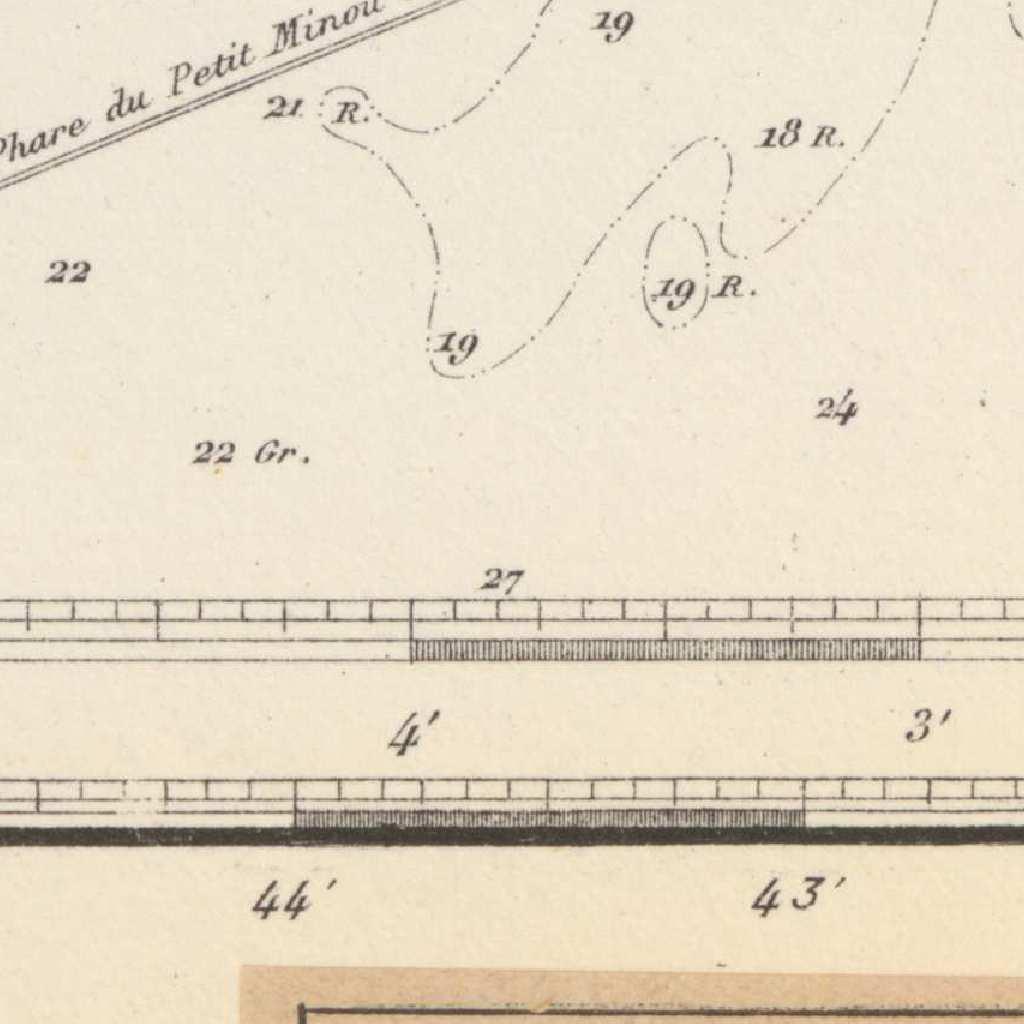 Phare du Petit Minou
19
21 R.
18 R.
22
19 R.
19
24
22 Gr.
27
4' 3'
44' 43'